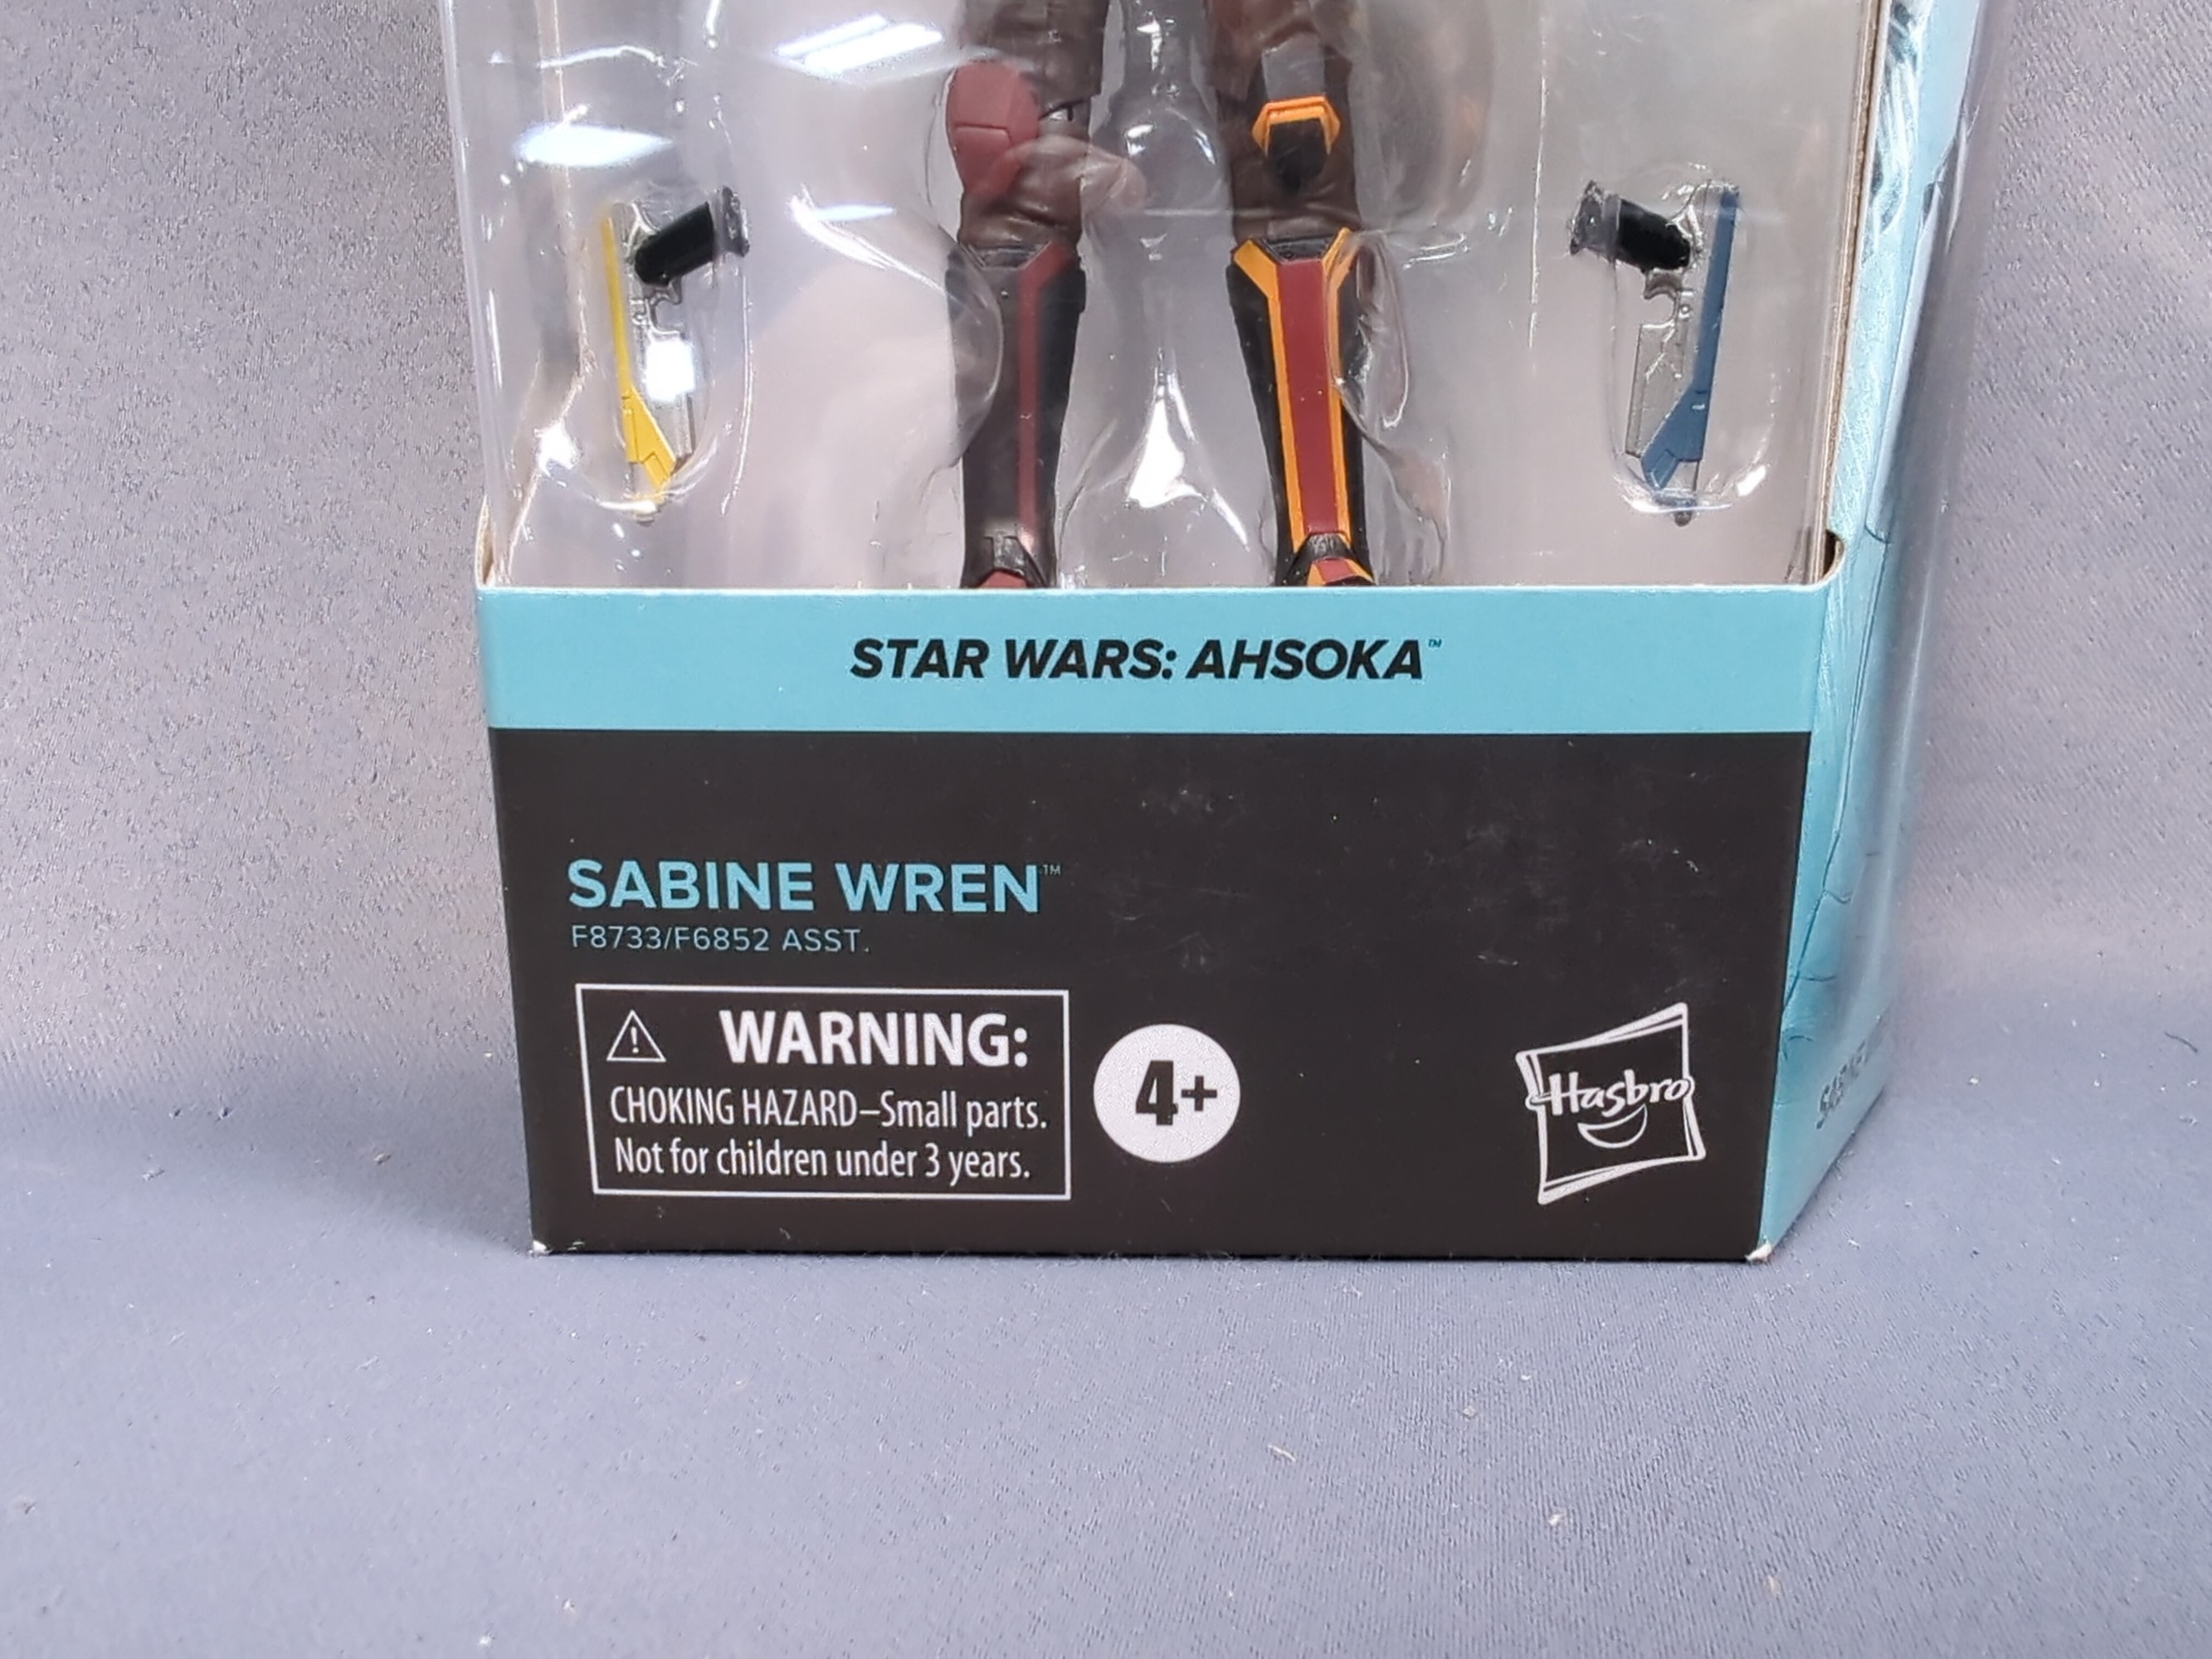 STAR WARS: AHSOKA™
SABINE WREN™
F8733/F6852 ASST.
WARNING:
CHOKING HAZARD–Small parts.
Not for children under 3 years.
4+
Hasbro